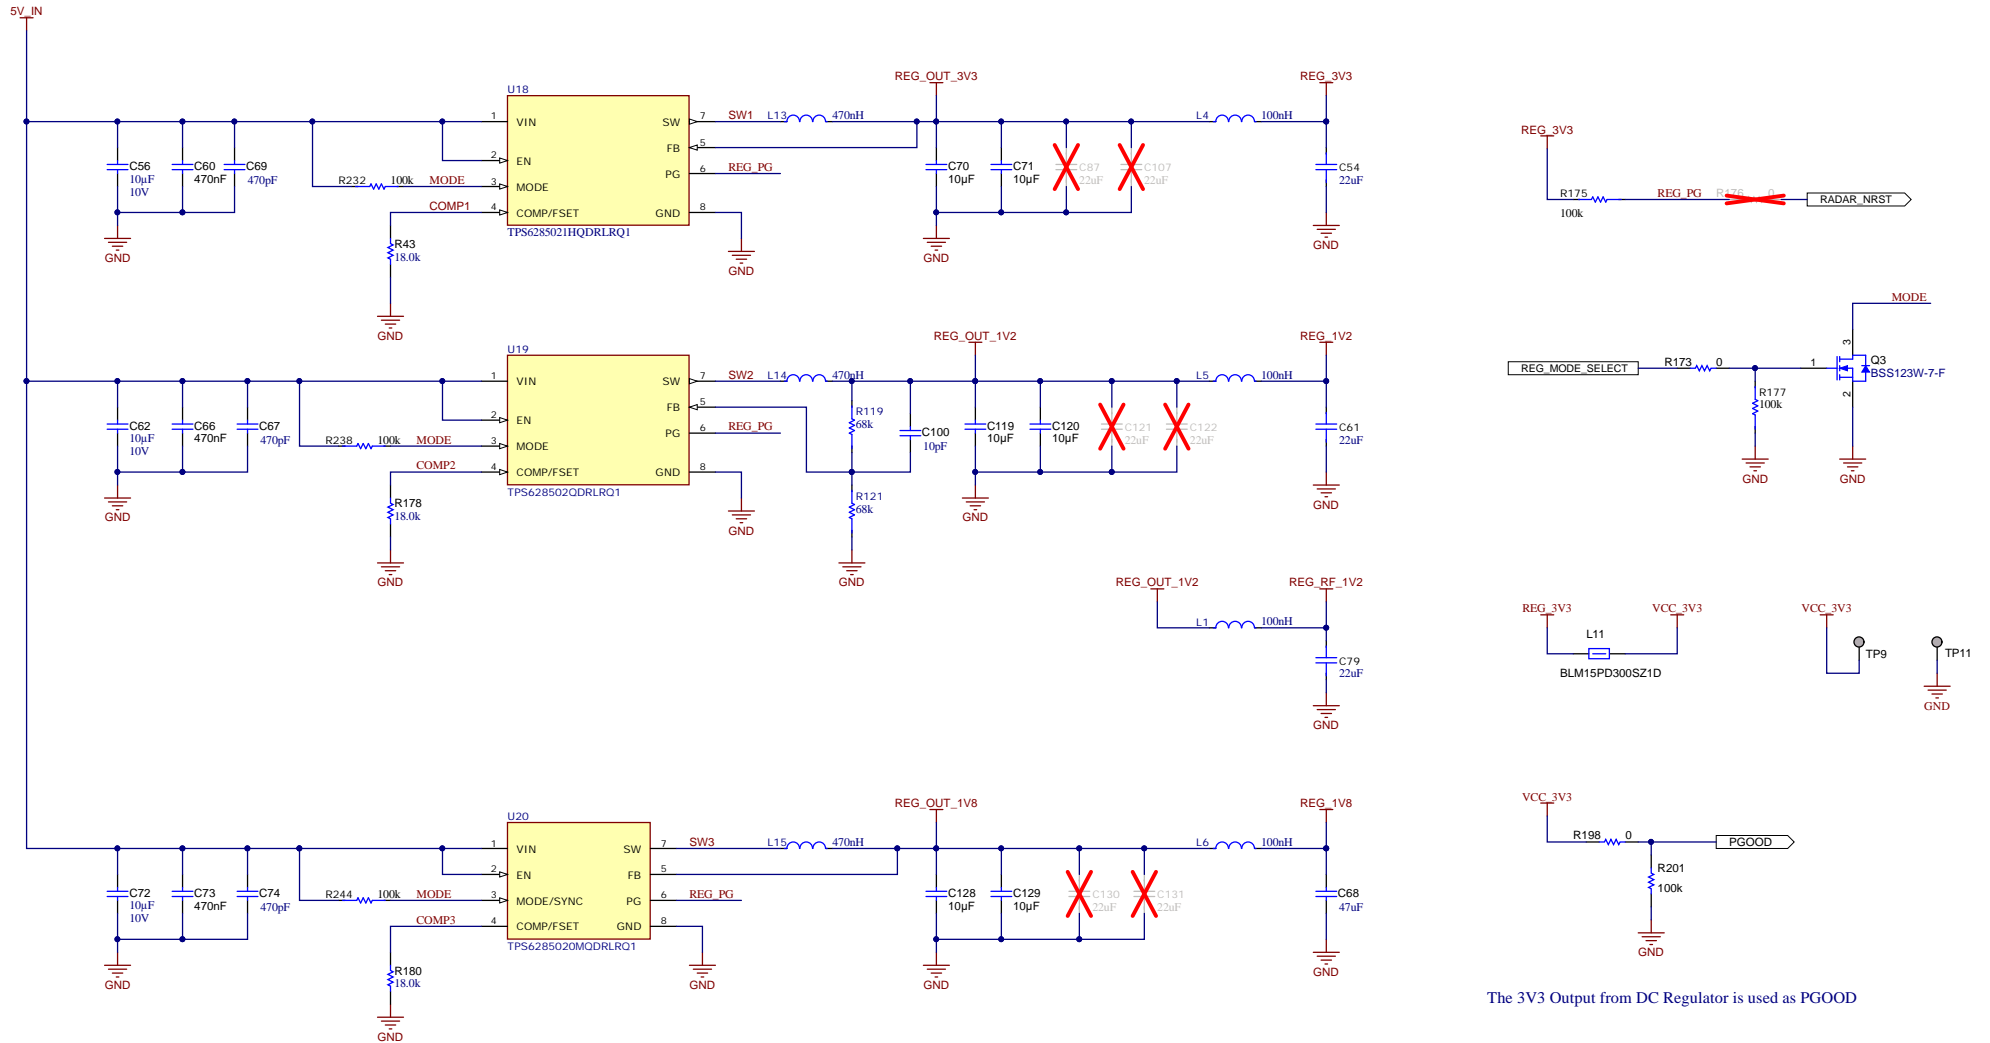 5V_IN
U18
1
VIN
2
EN
3
MODE
4
COMP/FSET
SW
7
FB
5
PG
6
GND
8
TPS6285021HQDRLRQ1
C56
10µF
10V
C60
470nF
C69
470pF
GND
R232
100k
MODE
COMP1
R43
18.0k
GND
SW1
L13
470nH
REG_PG
GND
REG_OUT_3V3
C70
10µF
C71
10µF
C87
22uF
C107
22uF
GND
L4
100nH
REG_3V3
C54
22uF
GND
U19
1
VIN
2
EN
3
MODE
4
COMP/FSET
SW
7
FB
5
PG
6
GND
8
TPS628502QDRLRQ1
C62
10µF
10V
C66
470nF
C67
470pF
GND
R238
100k
MODE
COMP2
R178
18.0k
GND
SW2
L14
470nH
REG_PG
GND
R119
68k
C100
10pF
R121
68k
GND
REG_OUT_1V2
C119
10µF
C120
10µF
C121
22uF
C122
22uF
GND
L5
100nH
REG_1V2
C61
22uF
GND
REG_OUT_1V2
L1
100nH
REG_RF_1V2
C79
22uF
GND
U20
1
VIN
2
EN
3
MODE/SYNC
4
COMP/FSET
SW
7
FB
5
PG
6
GND
8
TPS6285020MQDRLRQ1
C72
10µF
10V
C73
470nF
C74
470pF
GND
R244
100k
MODE
COMP3
R180
18.0k
GND
SW3
L15
470nH
REG_PG
GND
REG_OUT_1V8
C128
10µF
C129
10µF
C130
22uF
C131
22uF
GND
L6
100nH
REG_1V8
C68
47uF
GND
REG_3V3
R175
100k
REG_PG
R176
0
RADAR_NRST
REG_MODE_SELECT
R173
0
R177
100k
GND
MODE
3
1
2
Q3
BSS123W-7-F
GND
REG_3V3
L11
BLM15PD300SZ1D
VCC_3V3
VCC_3V3
TP9
TP11
GND
VCC_3V3
R198
0
PGOOD
R201
100k
GND
The 3V3 Output from DC Regulator is used as PGOOD